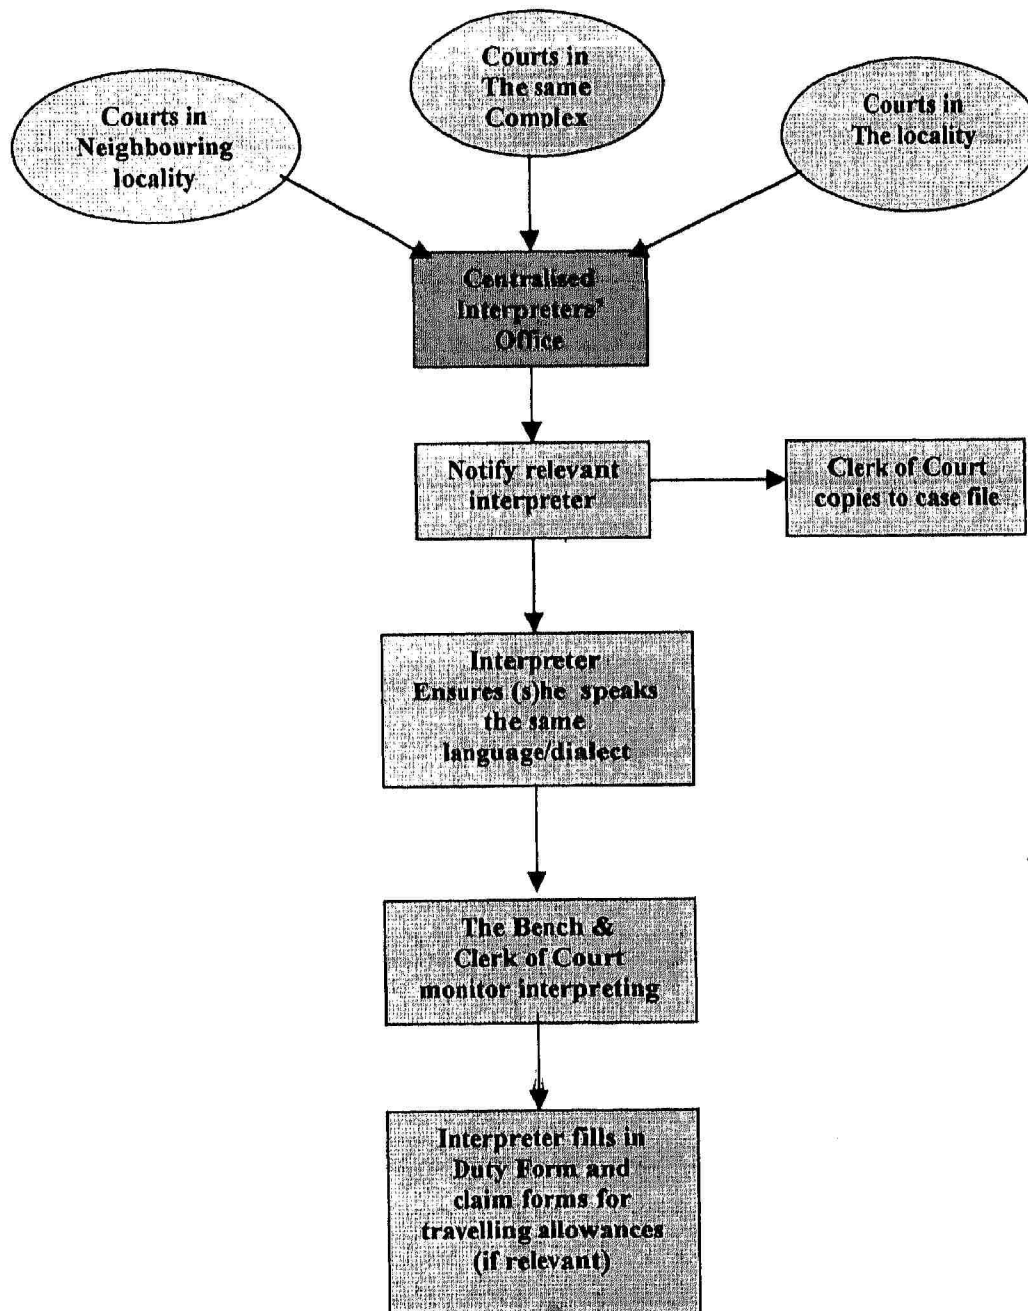 Courts in
The same
Complex
Courts in
Neighbouring
locality
Courts in
The locality
Centralised
Interpreters'
Office
Notify relevant
interpreter
Clerk of Court
copies to case file
Interpreter
Ensures (s)he speaks
the same
language/dialect
The Bench &
Clerk of Court
monitor interpreting
Interpreter fills in
Duty Form and
claim forms for
travelling allowances
(if relevant)